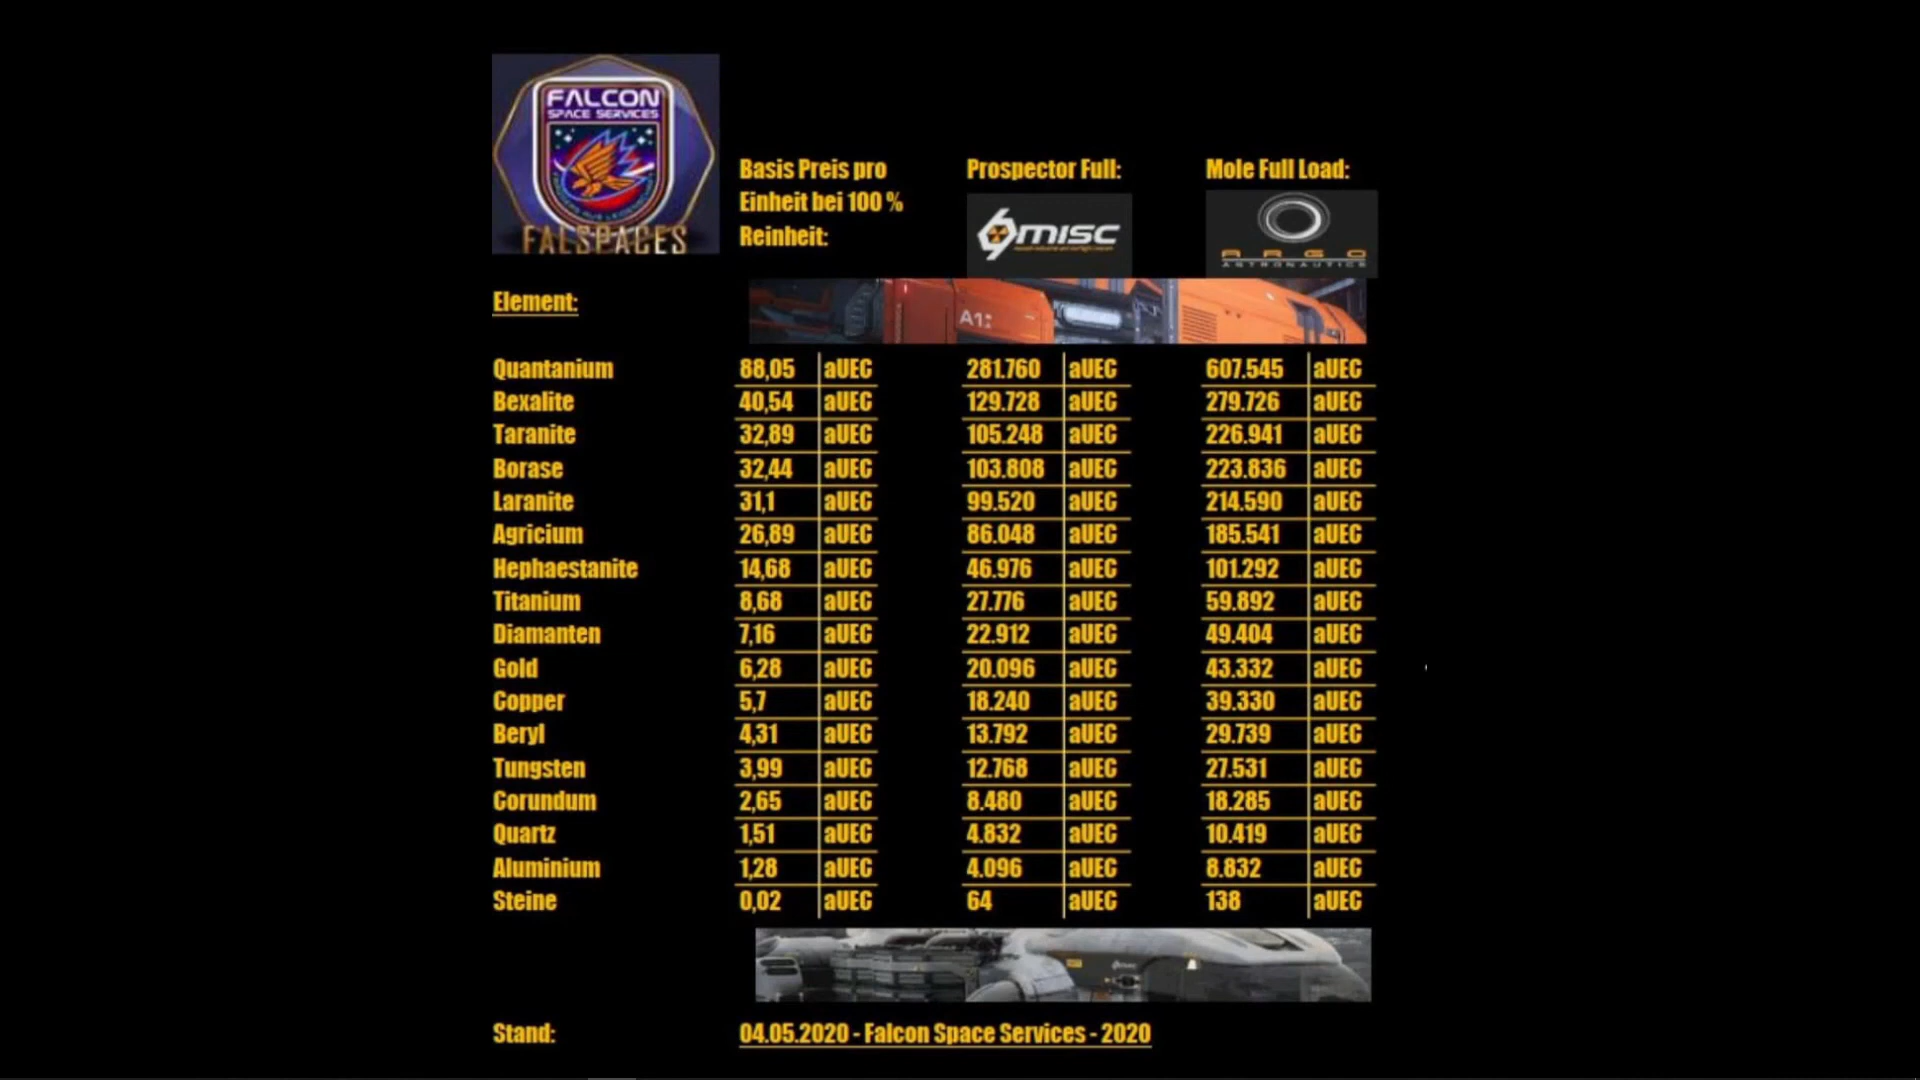 FALCON
SPACE SERVICES
FALSPACES
Basis Preis pro
Einheit bei 100 %
Reinheit:
Prospector Full:
MISC
Mole Full Load:
ARGO
ASTRONAUTICS
Element:
A1:
Quantanium 88,05 aUEC 281.760 aUEC 607.545 aUEC
Bexalite 40,54 aUEC 129.728 aUEC 279.726 aUEC
Taranite 32,89 aUEC 105.248 aUEC 226.941 aUEC
Borase 32,44 aUEC 103.808 aUEC 223.836 aUEC
Laranite 31,1 aUEC 99.520 aUEC 214.590 aUEC
Agricium 26,89 aUEC 86.048 aUEC 185.541 aUEC
Hephaestanite 14,68 aUEC 46.976 aUEC 101.292 aUEC
Titanium 8,68 aUEC 27.776 aUEC 59.892 aUEC
Diamanten 7,16 aUEC 22.912 aUEC 49.404 aUEC
Gold 6,28 aUEC 20.096 aUEC 43.332 aUEC
Copper 5,7 aUEC 18.240 aUEC 39.330 aUEC
Beryl 4,31 aUEC 13.792 aUEC 29.739 aUEC
Tungsten 3,99 aUEC 12.768 aUEC 27.531 aUEC
Corundum 2,65 aUEC 8.480 aUEC 18.285 aUEC
Quartz 1,51 aUEC 4.832 aUEC 10.419 aUEC
Aluminium 1,28 aUEC 4.096 aUEC 8.832 aUEC
Steine 0,02 aUEC 64 aUEC 138 aUEC
Stand: 04.05.2020 - Falcon Space Services - 2020